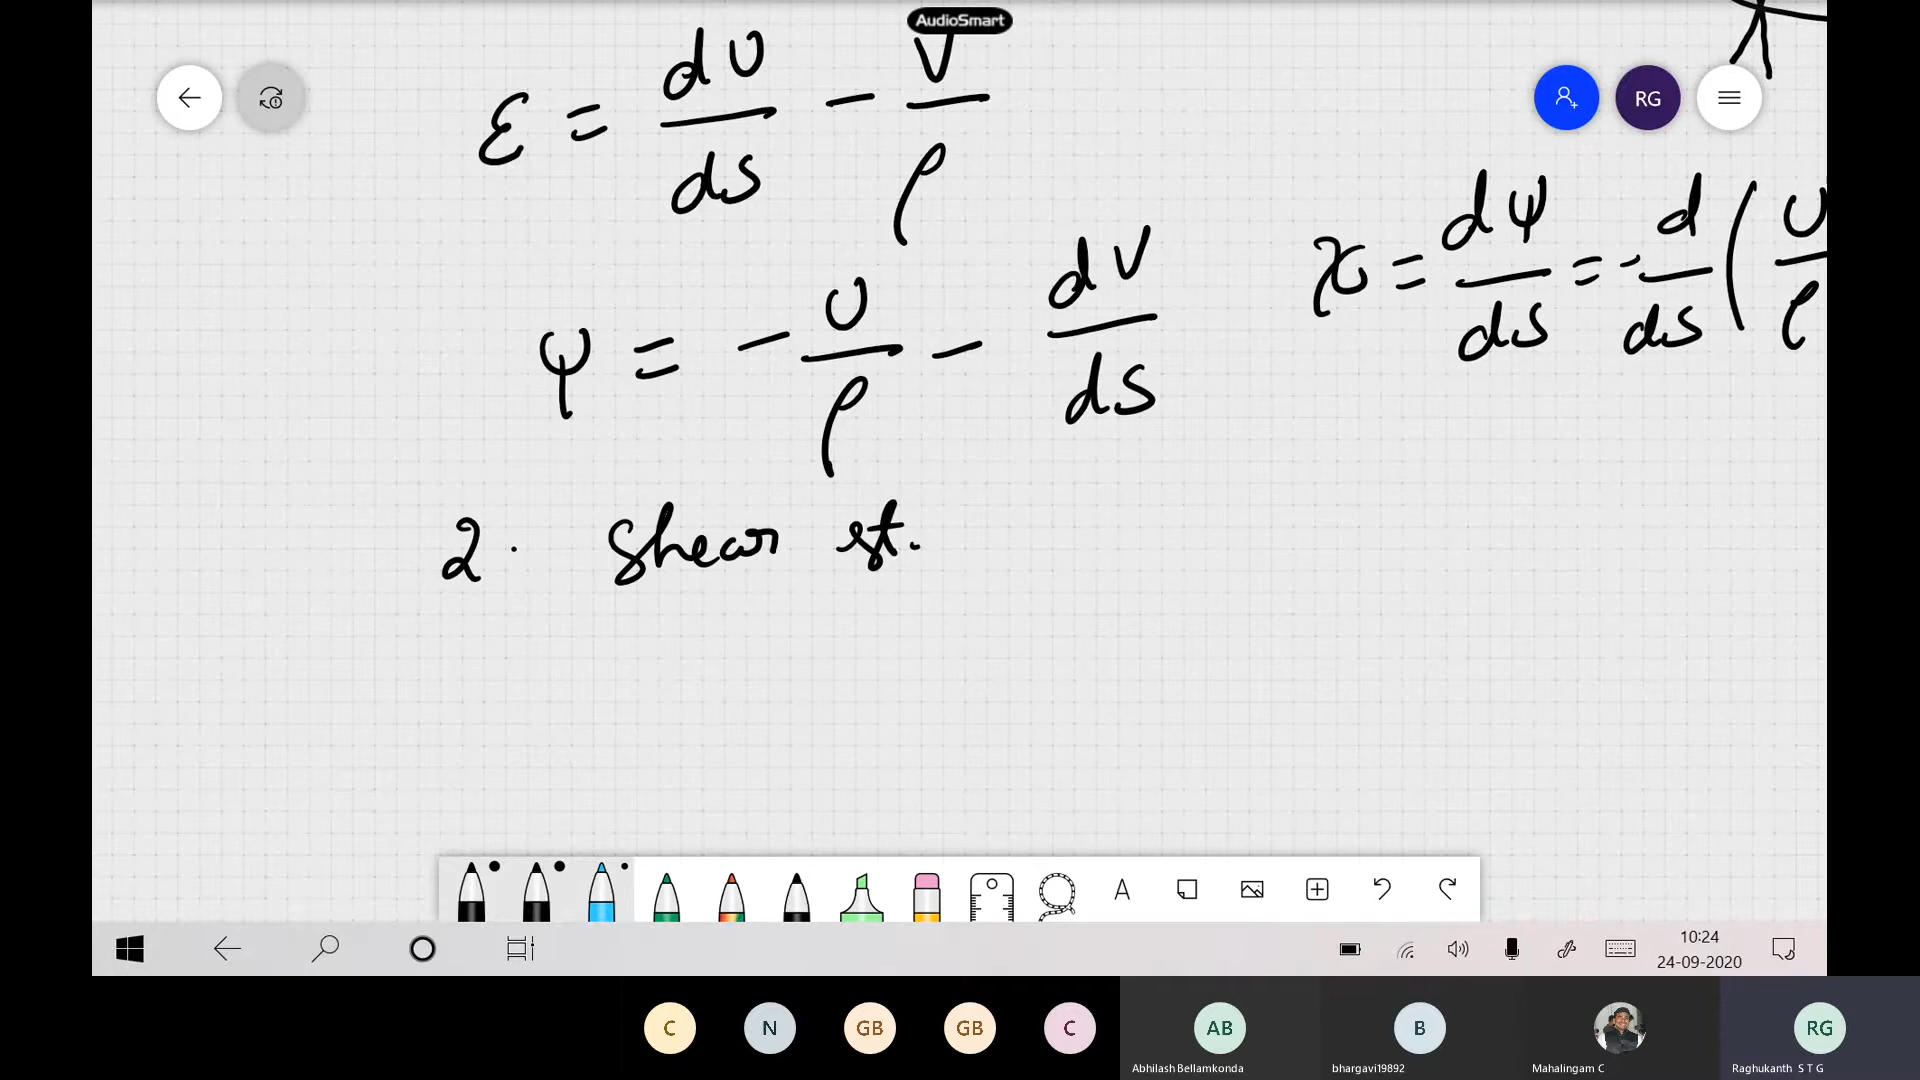 AudioSmart
ε = du/ds - v/ρ
RG
ψ = - u/ρ - dv/ds
χ = dψ/ds = - d/ds ( u/ρ
2. Shear st.
A
10:24
24-09-2020
C N GB GB C AB B RG
Abhilash Bellamkonda bhargavi19892 Mahalingam C Raghukanth S T G